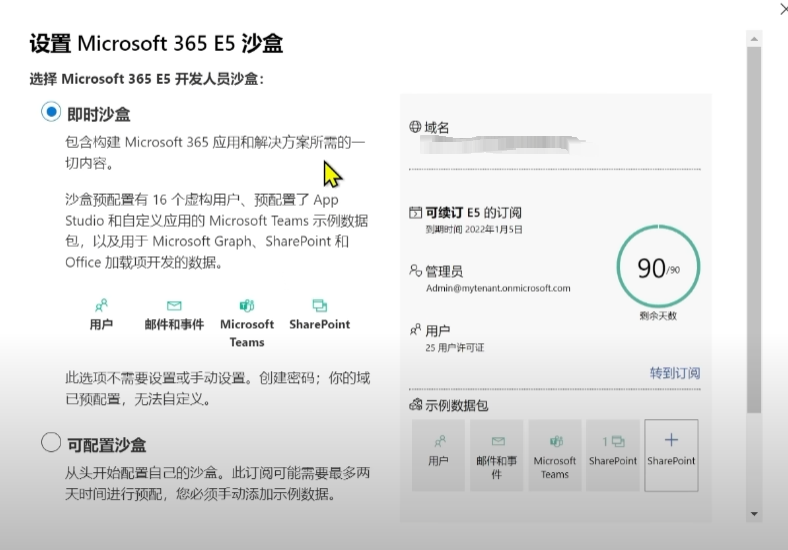 设置 Microsoft 365 E5 沙盒
选择 Microsoft 365 E5 开发人员沙盒：
即时沙盒
包含构建 Microsoft 365 应用和解决方案所需的一
切内容。
沙盒预配置有 16 个虚构用户、预配置了 App
Studio 和自定义应用的 Microsoft Teams 示例数据
包，以及用于 Microsoft Graph、SharePoint 和
Office 加载项开发的数据。
用户
邮件和事件
Microsoft
Teams
SharePoint
此选项不需要设置或手动设置。创建密码；你的域
已预配置，无法自定义。
可配置沙盒
从头开始配置自己的沙盒。此订阅可能需要最多两
天时间进行预配，您必须手动添加示例数据。
域名
可续订 E5 的订阅
到期时间 2022年1月5日
90/90
剩余天数
管理员
Admin@mytenant.onmicrosoft.com
用户
25 用户许可证
转到订阅
示例数据包
用户
邮件和事
件
Microsoft
Teams
1
SharePoint
SharePoint